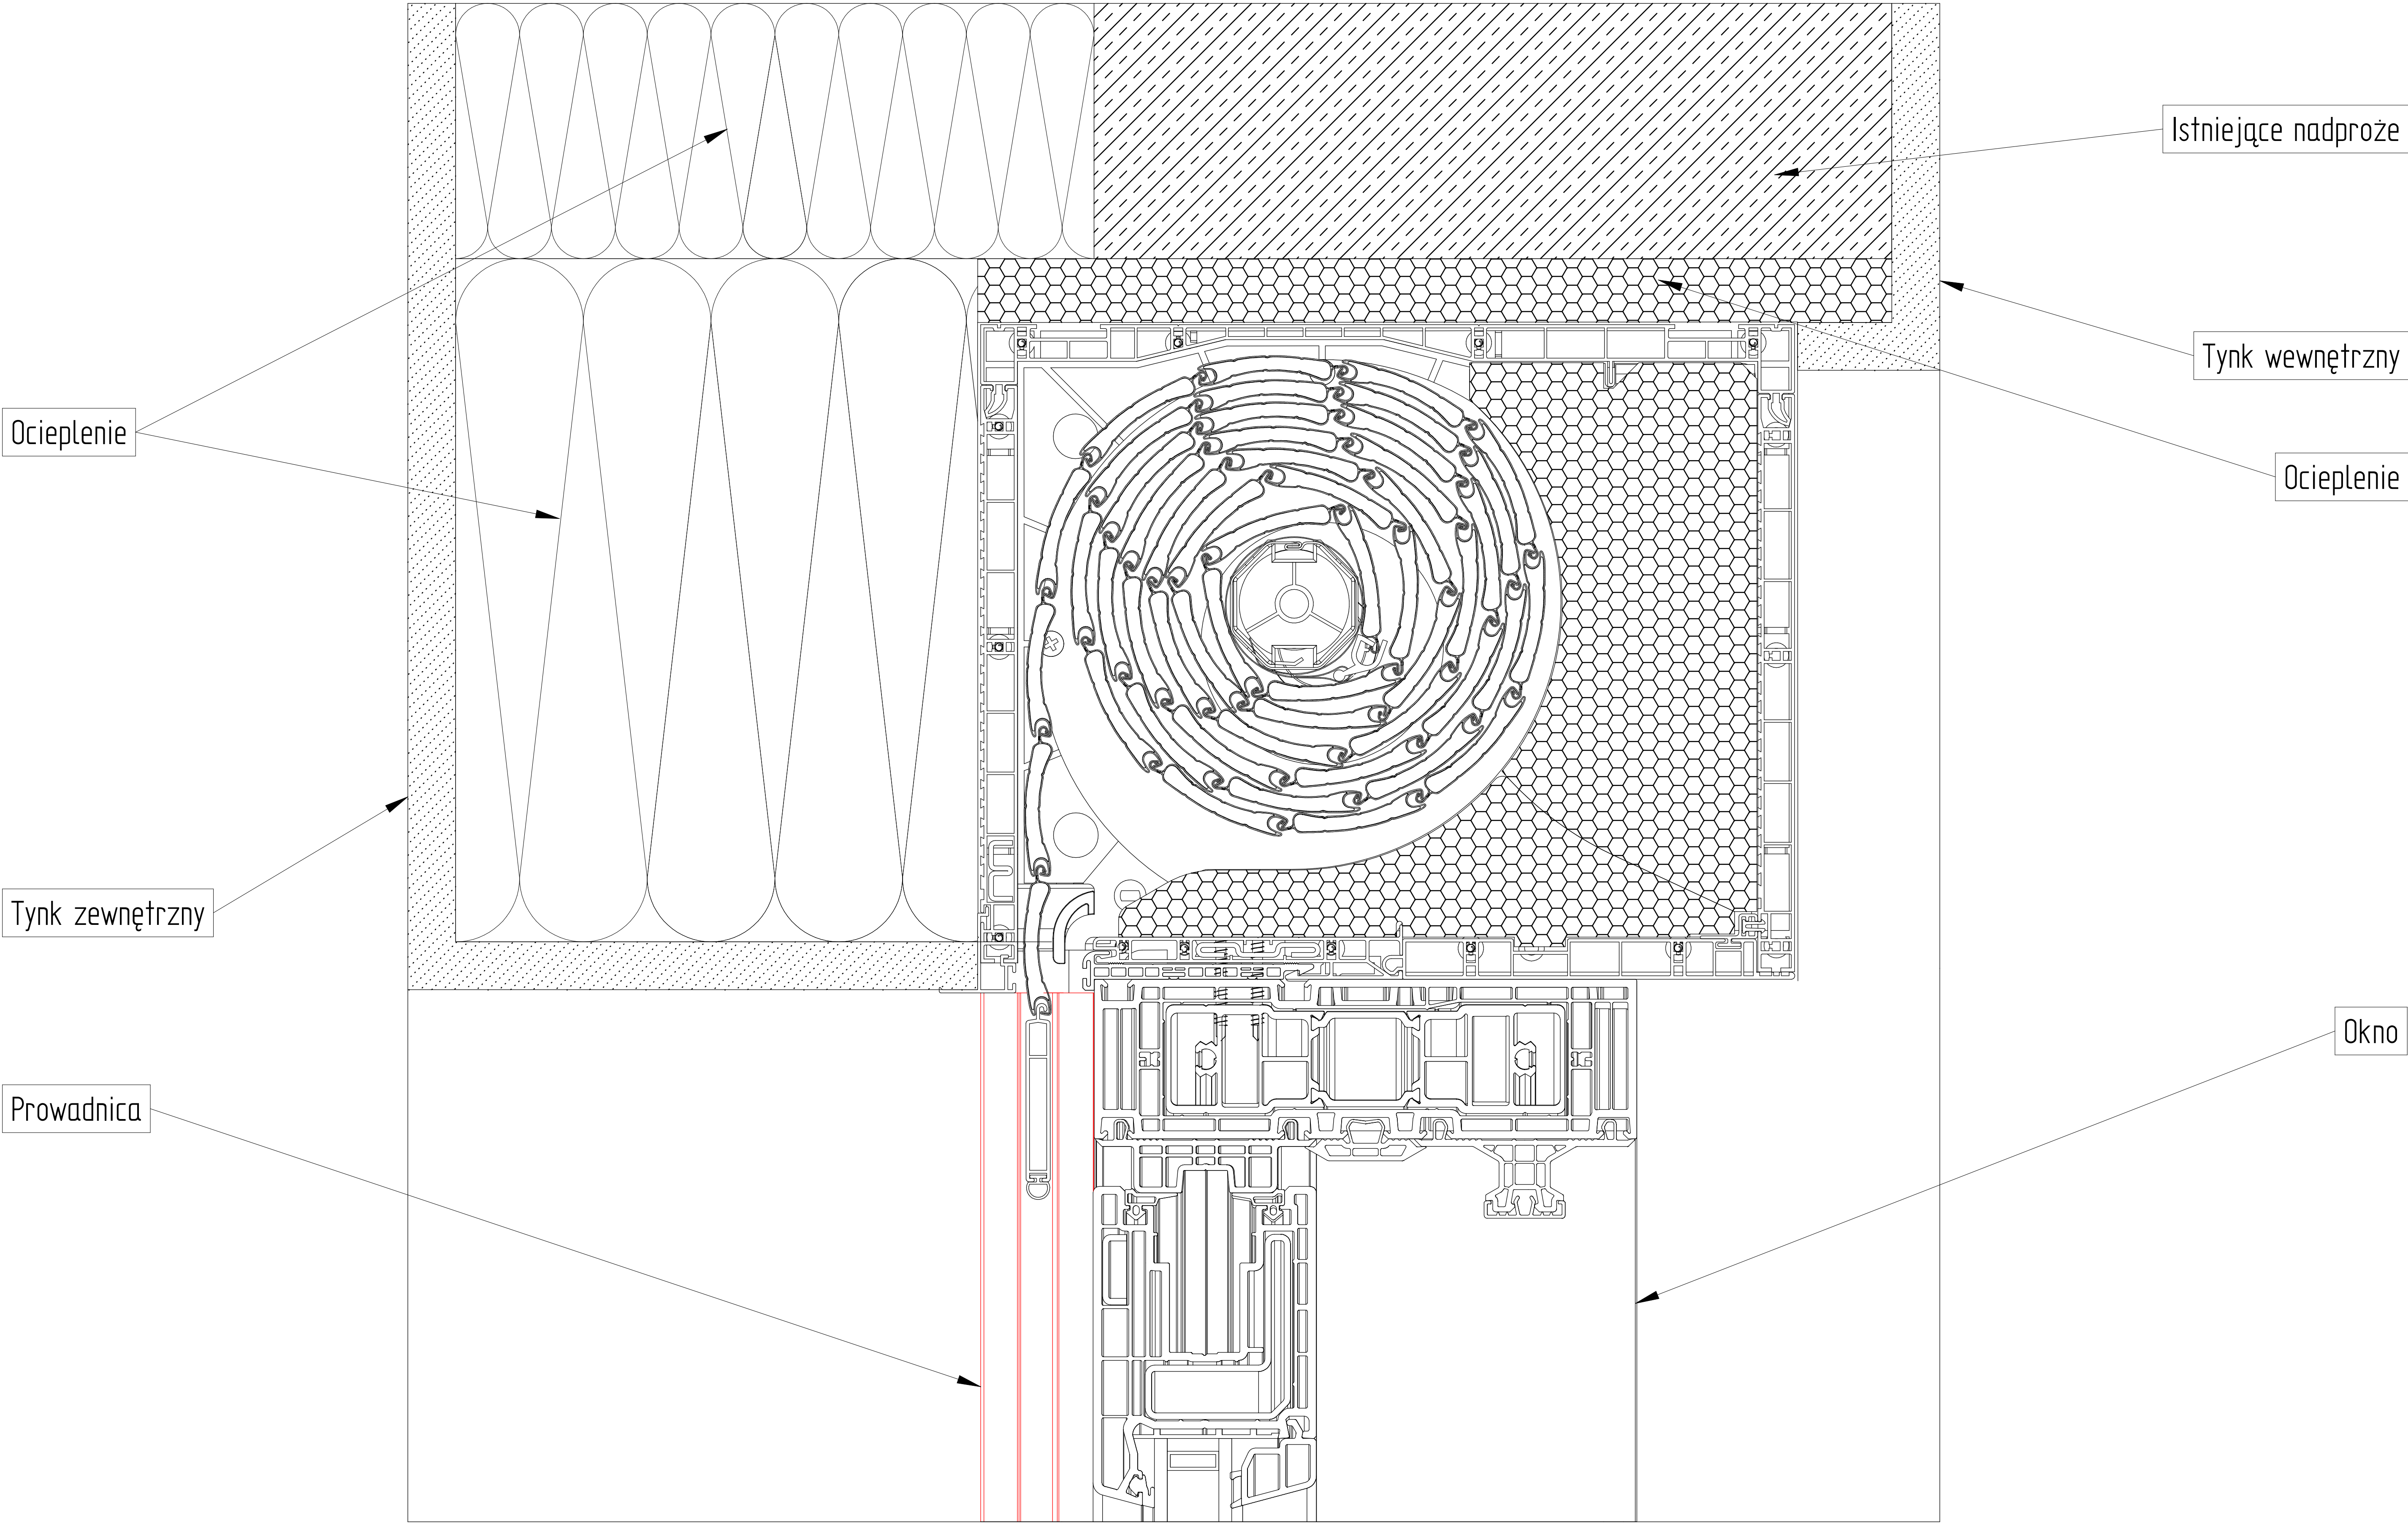 Istniejące nadproże
Tynk wewnętrzny
Ocieplenie
Ocieplenie
Tynk zewnętrzny
Okno
Prowadnica